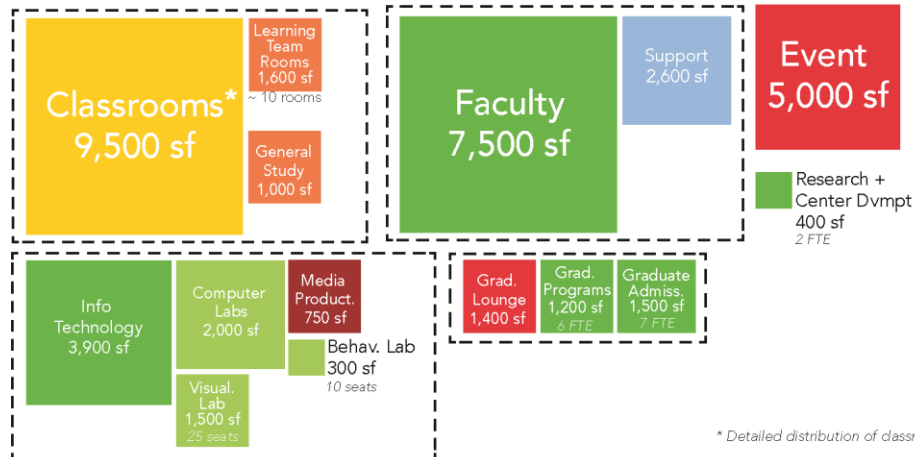 Classrooms*
9,500 sf
Learning
Team
Rooms
1,600 sf
~ 10 rooms
General
Study
1,000 sf
Faculty
7,500 sf
Support
2,600 sf
Event
5,000 sf
Research +
Center Dvmpt
400 sf
2 FTE
Info
Technology
3,900 sf
Computer
Labs
2,000 sf
Media
Product.
750 sf
Behav. Lab
300 sf
10 seats
Visual.
Lab
1,500 sf
25 seats
Grad.
Lounge
1,400 sf
Grad.
Programs
1,200 sf
6 FTE
Graduate
Admiss.
1,500 sf
7 FTE
* Detailed distribution of